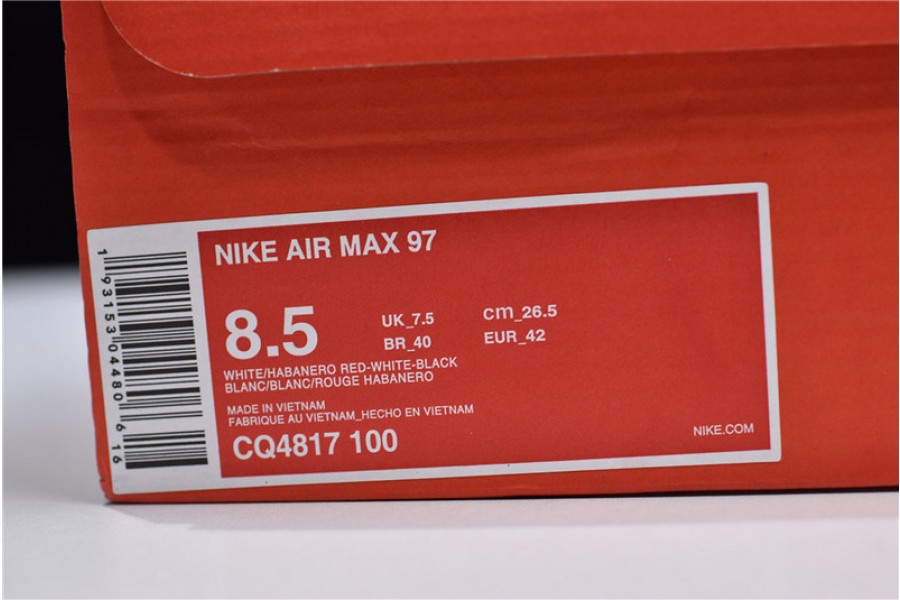 NIKE AIR MAX 97
8.5
UK_7.5
cm_26.5
BR_40
EUR_42
WHITE/HABANERO RED-WHITE-BLACK
BLANC/BLANC/ROUGE HABANERO
MADE IN VIETNAM
FABRIQUE AU VIETNAM_HECHO EN VIETNAM
CQ4817 100
NIKE.COM
1 93153 04480 6 16